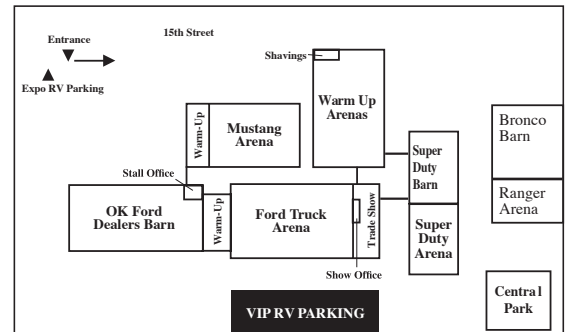 15th Street
Entrance
Expo RV Parking
Shavings
Warm Up
Arenas
Warm-Up
Mustang
Arena
Bronco
Barn
Super
Duty
Barn
Stall Office
Ranger
Arena
OK Ford
Dealers Barn
Warm-Up
Ford Truck
Arena
Trade Show
Super
Duty
Arena
Show Office
VIP RV PARKING
Central
Park